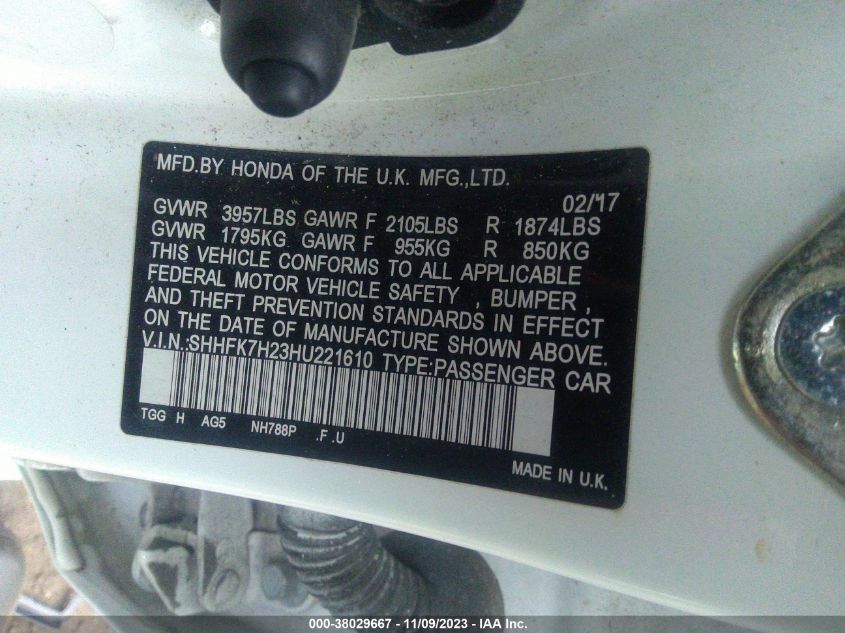 MFD.BY HONDA OF THE U.K. MFG.,LTD.
02/17
GVWR 3957LBS GAWR F 2105LBS R 1874LBS
GVWR 1795KG GAWR F 955KG R 850KG
THIS VEHICLE CONFORMS TO ALL APPLICABLE
FEDERAL MOTOR VEHICLE SAFETY , BUMPER ,
AND THEFT PREVENTION STANDARDS IN EFFECT
ON THE DATE OF MANUFACTURE SHOWN ABOVE.
V.I.N.:SHHFK7H23HU221610 TYPE:PASSENGER CAR
TGG H AG5 NH788P .F .U
MADE IN U.K.
000-38029667 - 11/09/2023 - IAA Inc.